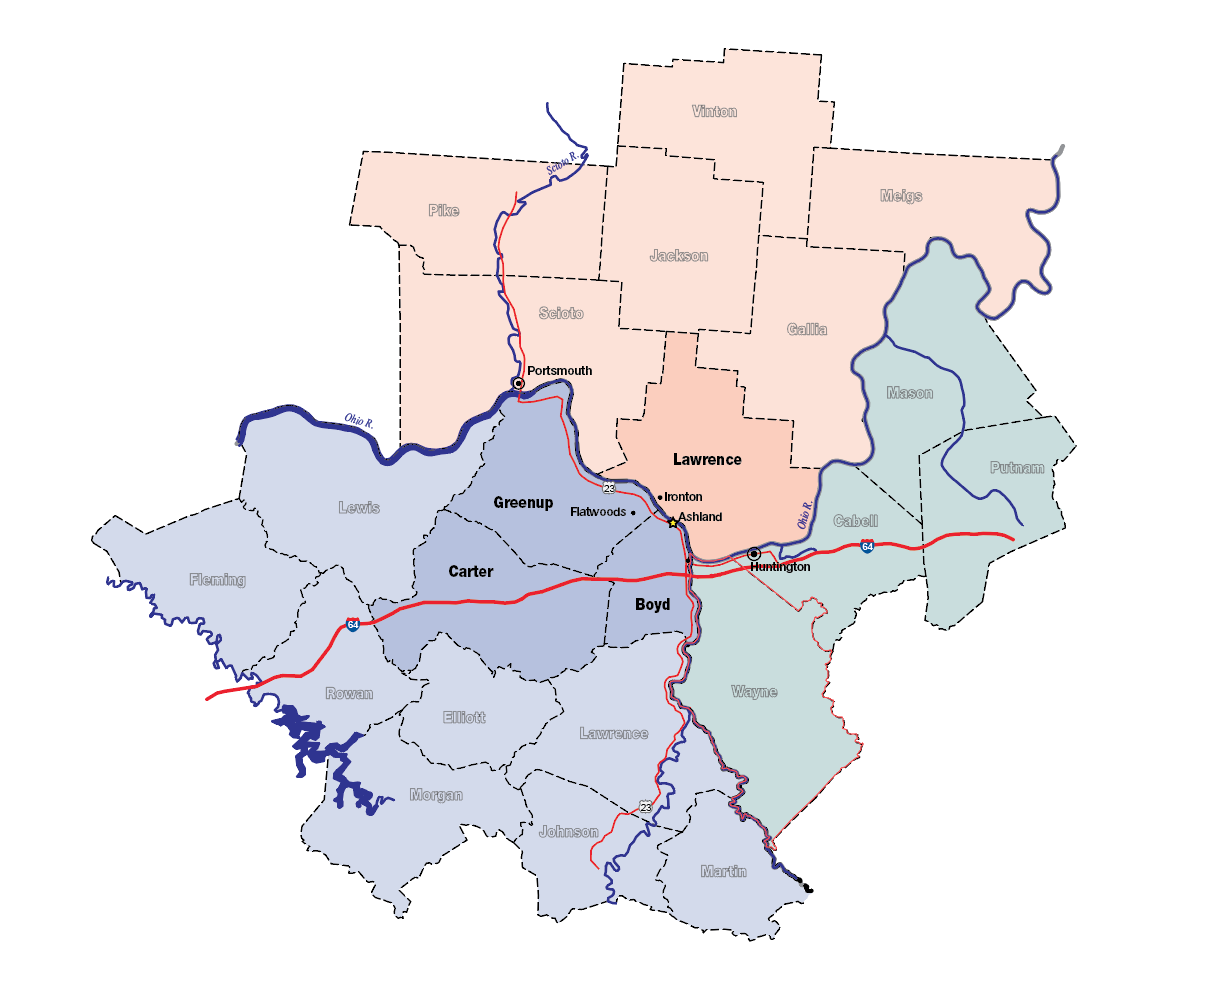 Vinton
Scioto R.
Meigs
Pike
Jackson
Scioto
Gallia
Portsmouth
Mason
Ohio R.
Lawrence
Putnam
23
Ironton
Greenup
Lewis
Flatwoods
Ashland
Ohio R.
Cabell
64
Huntington
Carter
Fleming
Boyd
64
Rowan
Wayne
Elliott
Lawrence
Morgan
23
Johnson
Martin